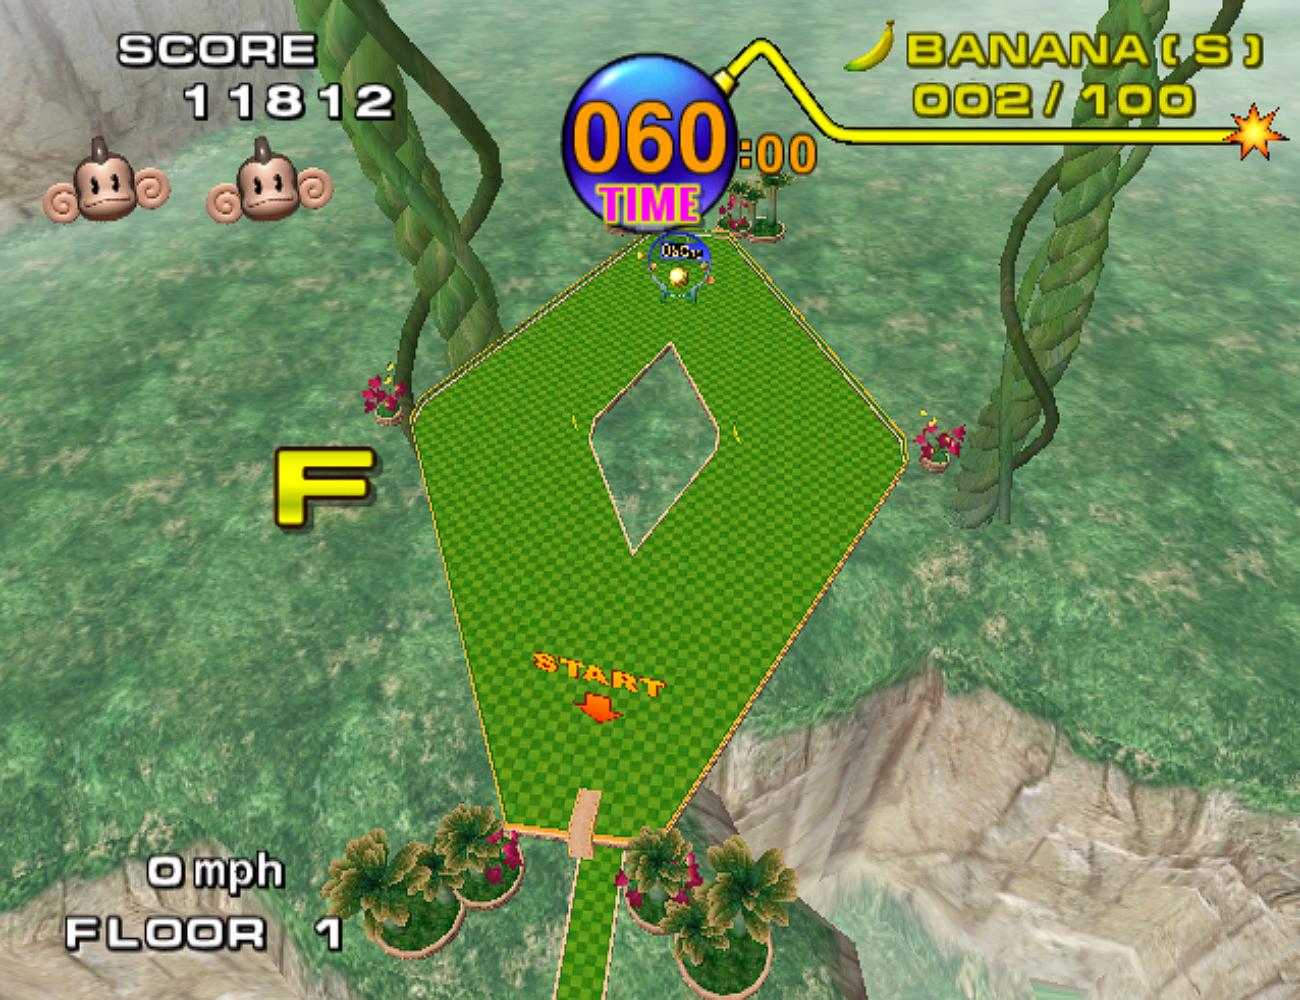 SCORE
11812
BANANA(S)
002/100
060:00
TIME
F
START
0mph
FLOOR 1